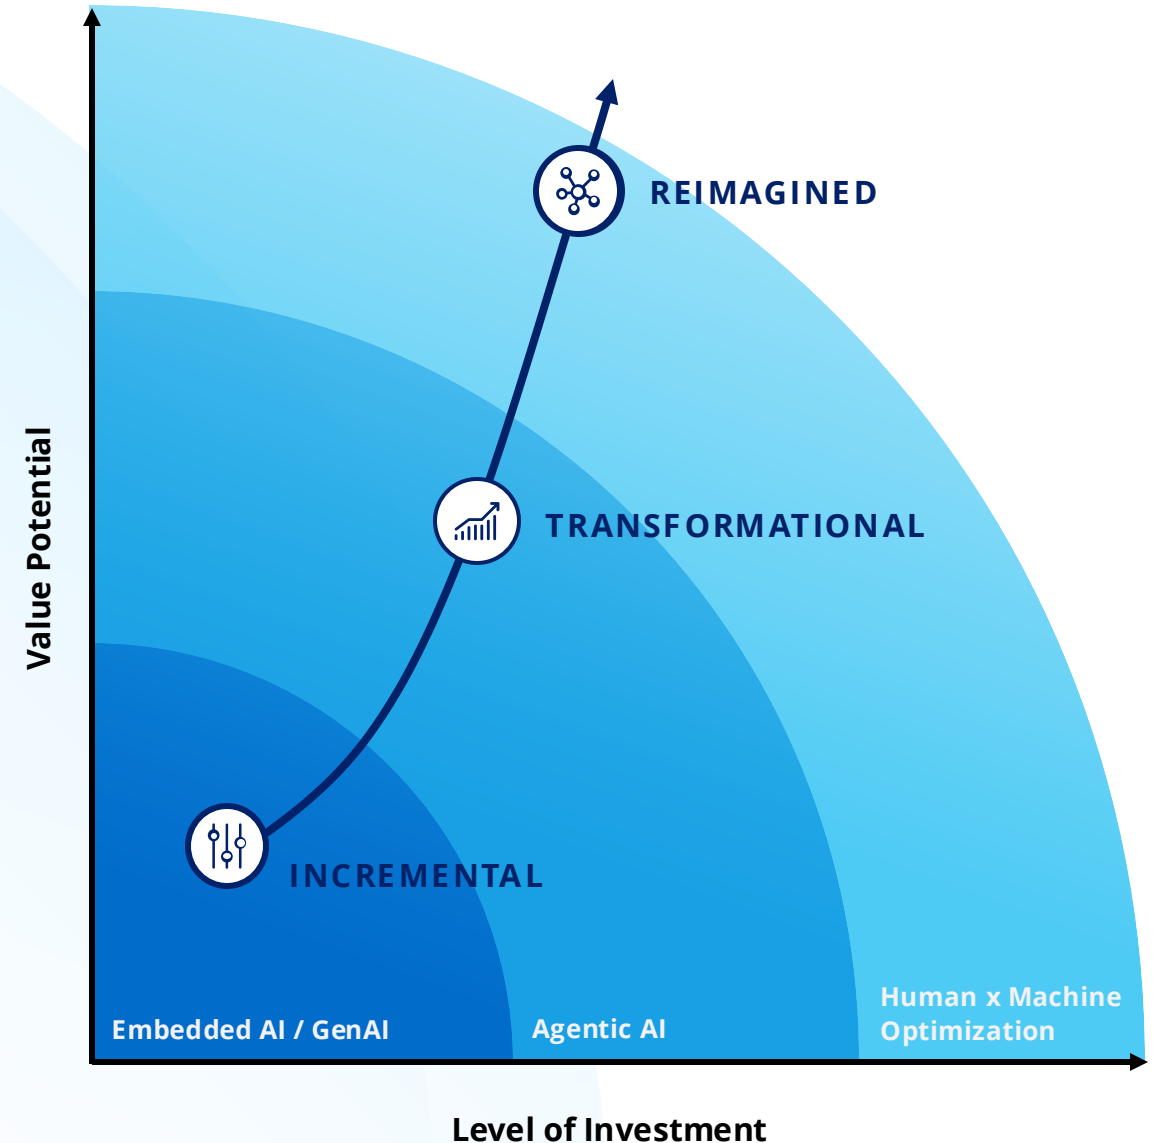 REIMAGINED
TRANSFORMATIONAL
Value Potential
INCREMENTAL
Human x Machine
Optimization
Embedded AI / GenAI
Agentic AI
Level of Investment